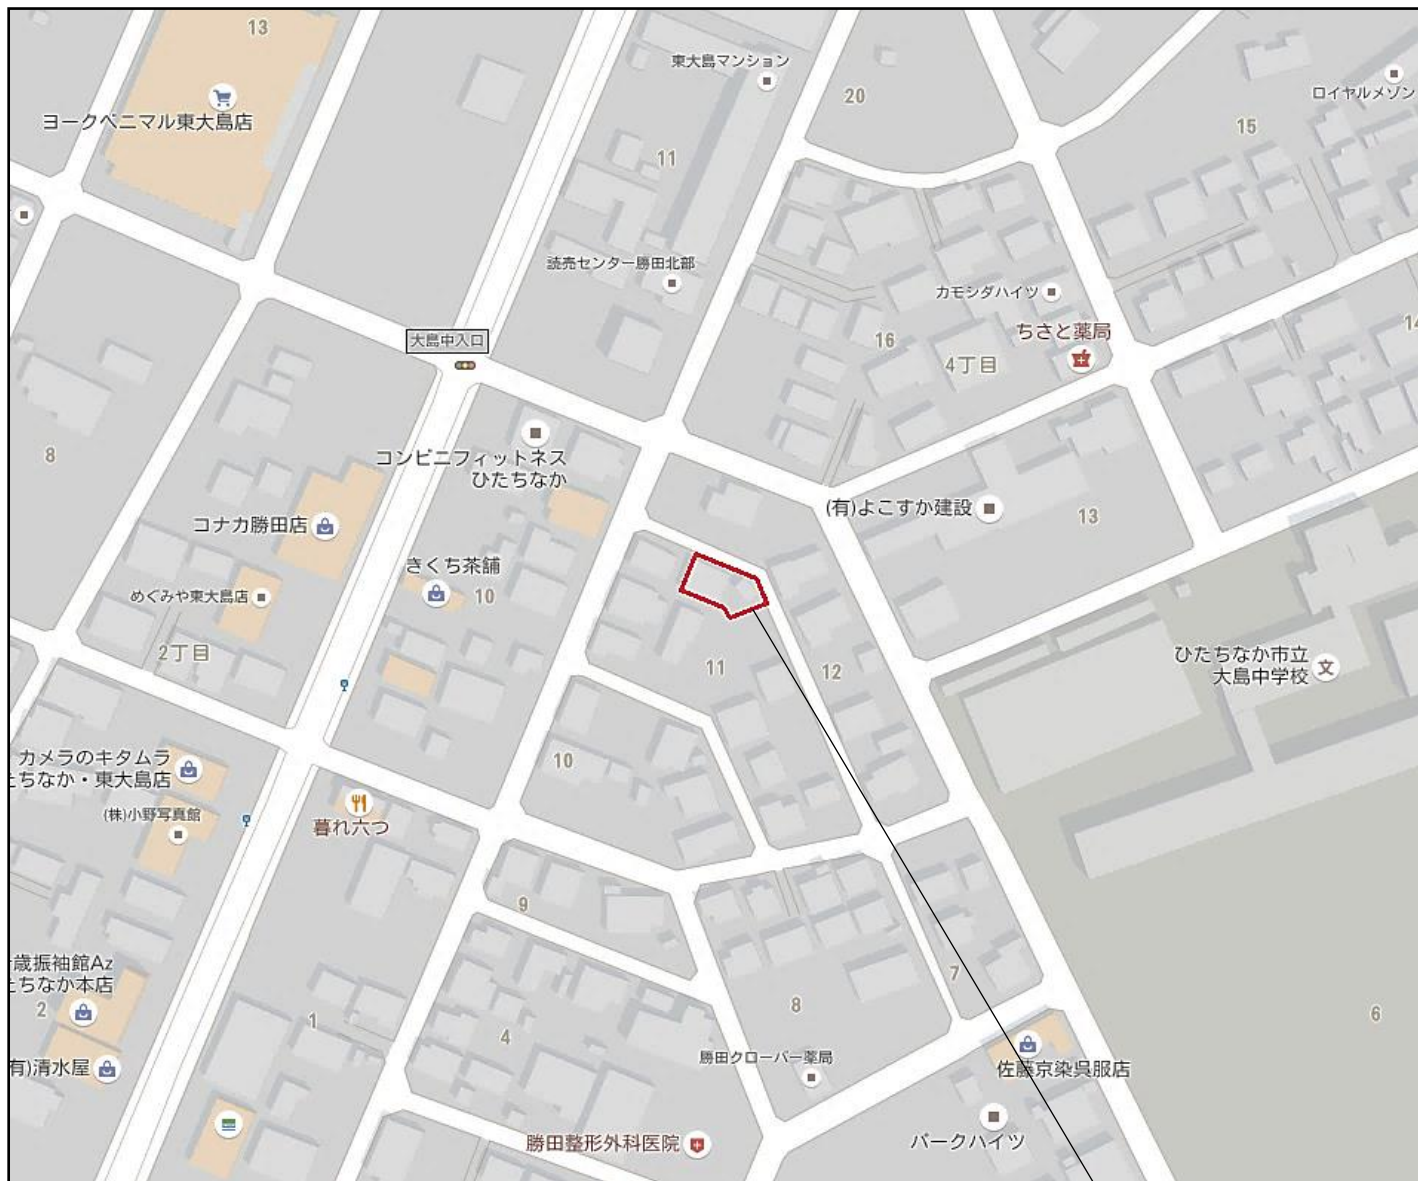 13
東大島マンション
ロイヤルメゾン
20
ヨークベニマル東大島店
15
11
読売センター勝田北部
カモシダハイツ
14
ちさと薬局
大島中入口
16
4丁目
8
コンビニフィットネス
ひたちなか
(有)よこすか建設
13
コナカ勝田店
きくち茶舗
めぐみや東大島店
10
2丁目
ひたちなか市立
大島中学校
文
11
12
カメラのキタムラ
たちなか・東大島店
10
(株)小野写真館
暮れ六つ
9
歳振袖館Az
たちなか本店
2
7
8
1
6
4
有)清水屋
勝田クローバー薬局
佐藤京染呉服店
勝田整形外科医院
パークハイツ